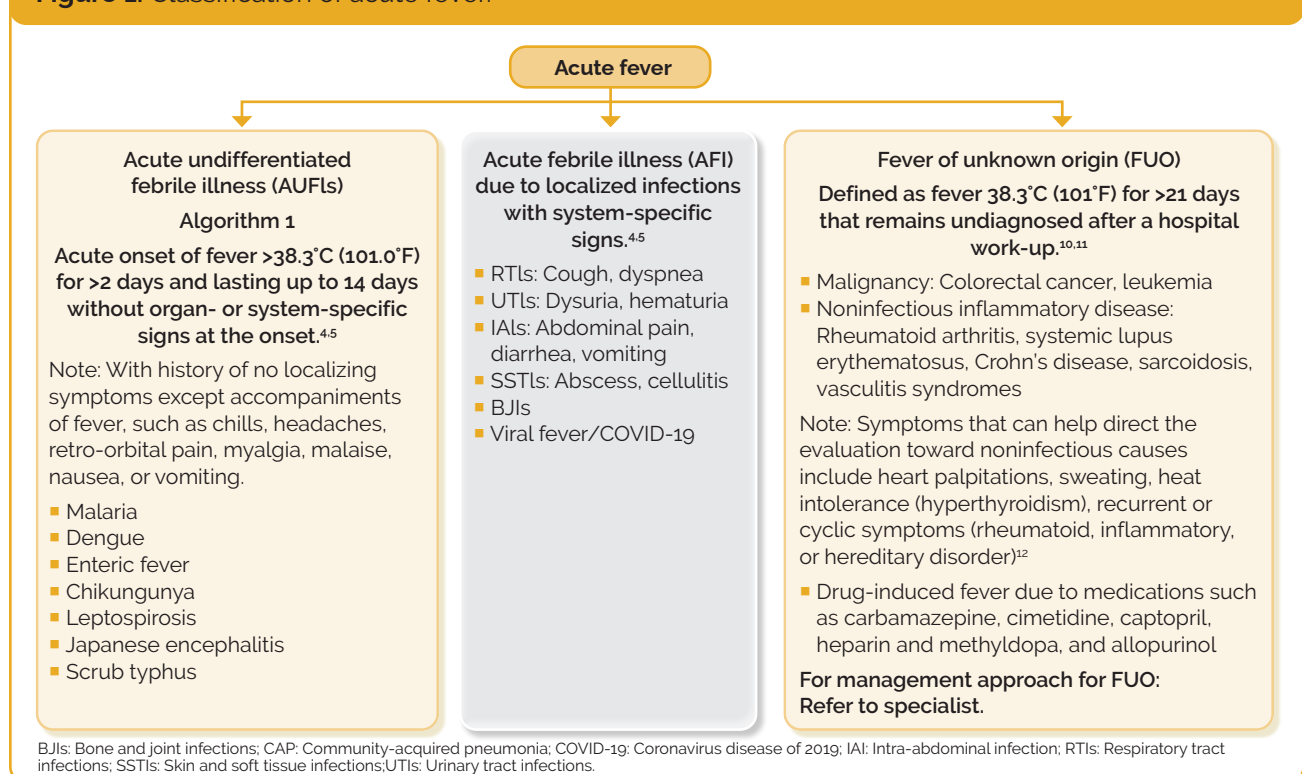 Figure 1. Classification of acute fever.
Acute fever
Acute undifferentiated
febrile illness (AUFIs)
Algorithm 1
Acute onset of fever >38.3°C (101.0°F)
for >2 days and lasting up to 14 days
without organ- or system-specific
signs at the onset.4,5
Note: With history of no localizing
symptoms except accompaniments
of fever, such as chills, headaches,
retro-orbital pain, myalgia, malaise,
nausea, or vomiting.
■ Malaria
■ Dengue
■ Enteric fever
■ Chikungunya
■ Leptospirosis
■ Japanese encephalitis
■ Scrub typhus
Acute febrile illness (AFI)
due to localized infections
with system-specific
signs.4,5
■ RTIs: Cough, dyspnea
■ UTIs: Dysuria, hematuria
■ IAIs: Abdominal pain,
diarrhea, vomiting
■ SSTIs: Abscess, cellulitis
■ BJIs
■ Viral fever/COVID-19
Fever of unknown origin (FUO)
Defined as fever 38.3°C (101°F) for >21 days
that remains undiagnosed after a hospital
work-up.10,11
■ Malignancy: Colorectal cancer, leukemia
■ Noninfectious inflammatory disease:
Rheumatoid arthritis, systemic lupus
erythematosus, Crohn's disease, sarcoidosis,
vasculitis syndromes
Note: Symptoms that can help direct the
evaluation toward noninfectious causes
include heart palpitations, sweating, heat
intolerance (hyperthyroidism), recurrent or
cyclic symptoms (rheumatoid, inflammatory,
or hereditary disorder)12
■ Drug-induced fever due to medications such
as carbamazepine, cimetidine, captopril,
heparin and methyldopa, and allopurinol
For management approach for FUO:
Refer to specialist.
BJIs: Bone and joint infections; CAP: Community-acquired pneumonia; COVID-19: Coronavirus disease of 2019; IAI: Intra-abdominal infection; RTIs: Respiratory tract
infections; SSTIs: Skin and soft tissue infections;UTIs: Urinary tract infections.